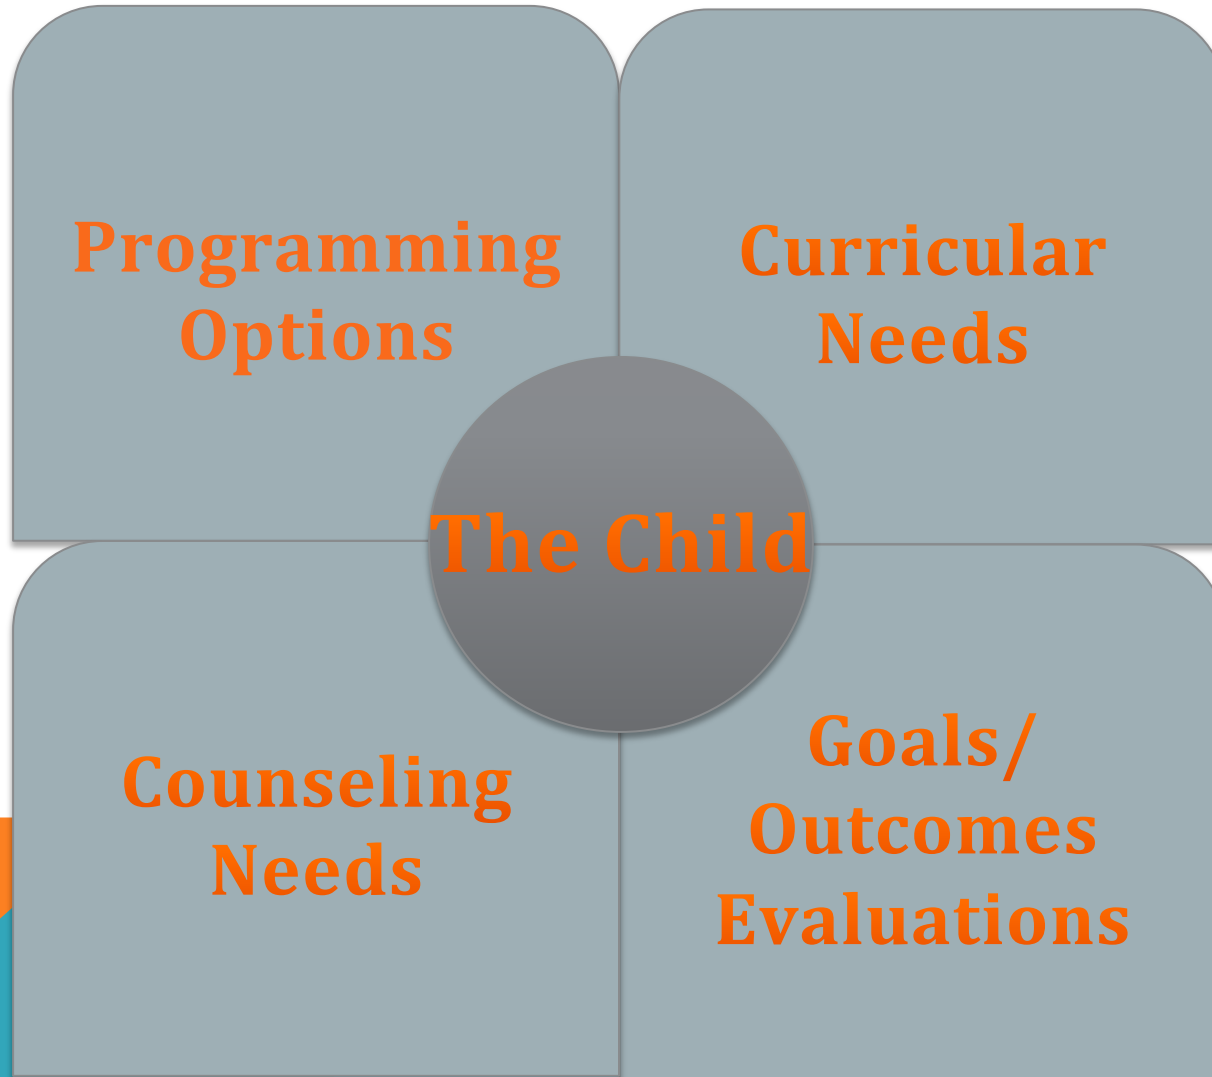 Programming
Options
Curricular
Needs
The Child
Counseling
Needs
Goals/
Outcomes
Evaluations